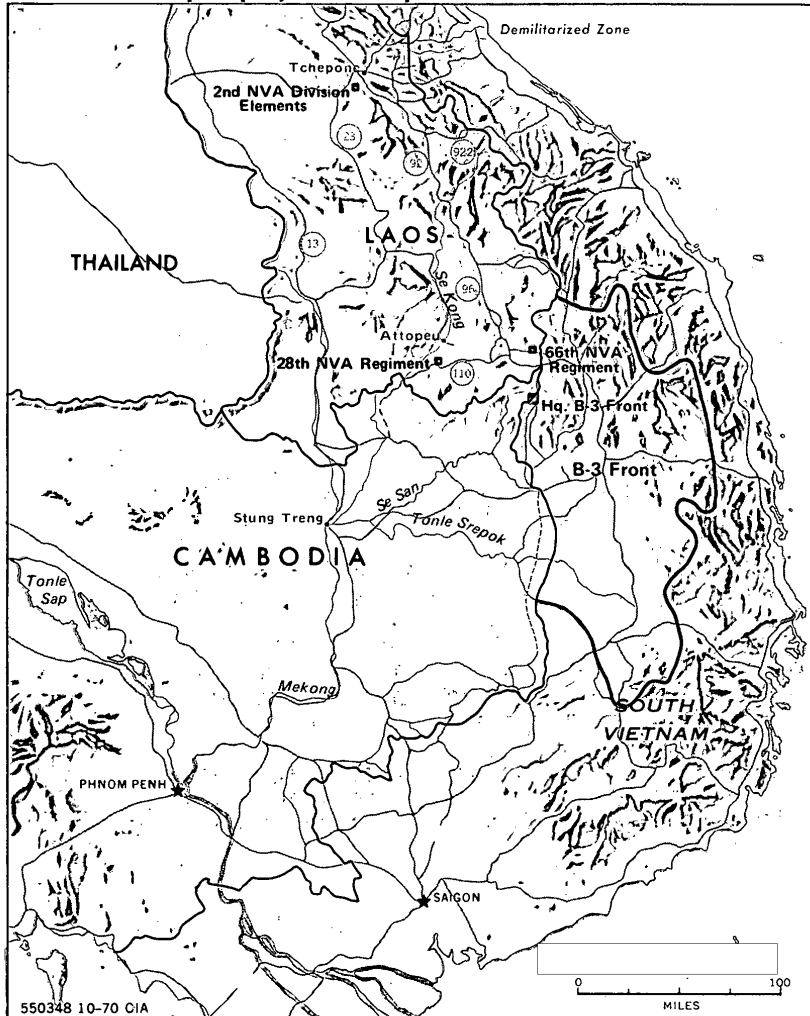 Demilitarized Zone
Tchepone
2nd NVA Division
Elements
23
92
922
LAOS
13
THAILAND
Se Kong
96
Attopeu
28th NVA Regiment
110
66th NVA
Regiment
Hq. B-3 Front
B-3 Front
Se San
Stung Treng
Tonle Srepok
CAMBODIA
Tonle
Sap
Mekong
SOUTH
VIETNAM
PHNOM PENH
SAIGON
0 100
MILES
550348 10-70 CIA